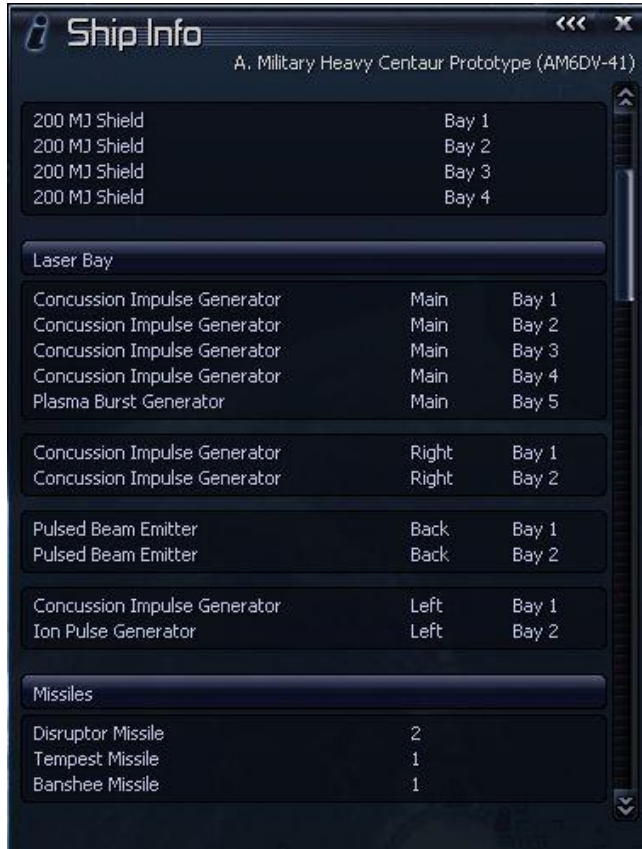 Ship Info
A. Military Heavy Centaur Prototype (AM6DV-41)
200 MJ Shield Bay 1
200 MJ Shield Bay 2
200 MJ Shield Bay 3
200 MJ Shield Bay 4
Laser Bay
Concussion Impulse Generator Main Bay 1
Concussion Impulse Generator Main Bay 2
Concussion Impulse Generator Main Bay 3
Concussion Impulse Generator Main Bay 4
Plasma Burst Generator Main Bay 5
Concussion Impulse Generator Right Bay 1
Concussion Impulse Generator Right Bay 2
Pulsed Beam Emitter Back Bay 1
Pulsed Beam Emitter Back Bay 2
Concussion Impulse Generator Left Bay 1
Ion Pulse Generator Left Bay 2
Missiles
Disruptor Missile 2
Tempest Missile 1
Banshee Missile 1